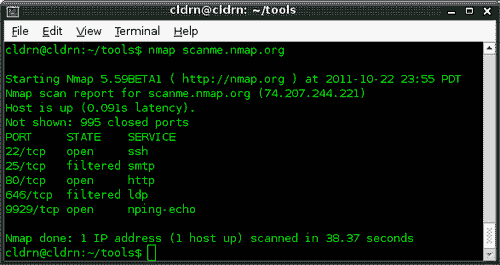 cldrn@cldrn:~/tools
File Edit View Terminal Help
cldrn@cldrn:~/tools$ nmap scanme.nmap.org
Starting Nmap 5.59BETA1 ( http://nmap.org ) at 2011-10-22 23:55 PDT
Nmap scan report for scanme.nmap.org (74.207.244.221)
Host is up (0.091s latency).
Not shown: 995 closed ports
PORT STATE SERVICE
22/tcp open ssh
25/tcp filtered smtp
80/tcp open http
646/tcp filtered ldp
9929/tcp open nping-echo
Nmap done: 1 IP address (1 host up) scanned in 38.37 seconds
cldrn@cldrn:~/tools$